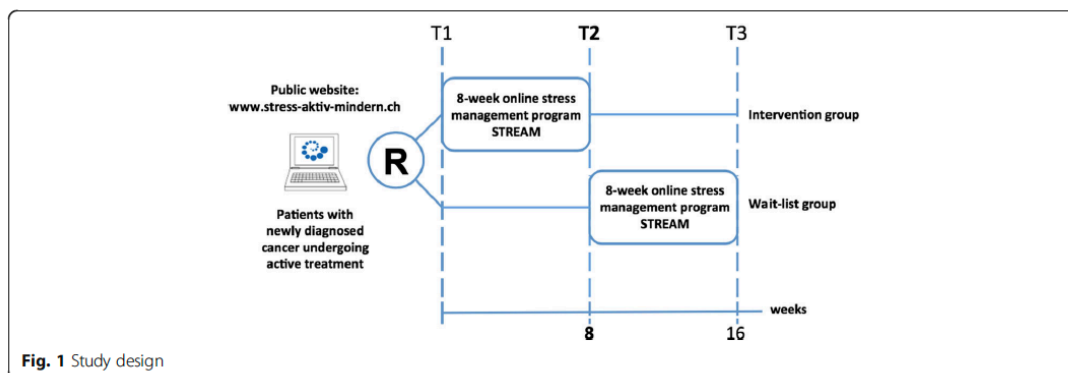 T1
T2
T3
Public website:
www.stress-aktiv-mindern.ch
8-week online stress
management program
STREAM
Intervention group
R
8-week online stress
management program
STREAM
Wait-list group
Patients with
newly diagnosed
cancer undergoing
active treatment
weeks
8
16
Fig. 1 Study design